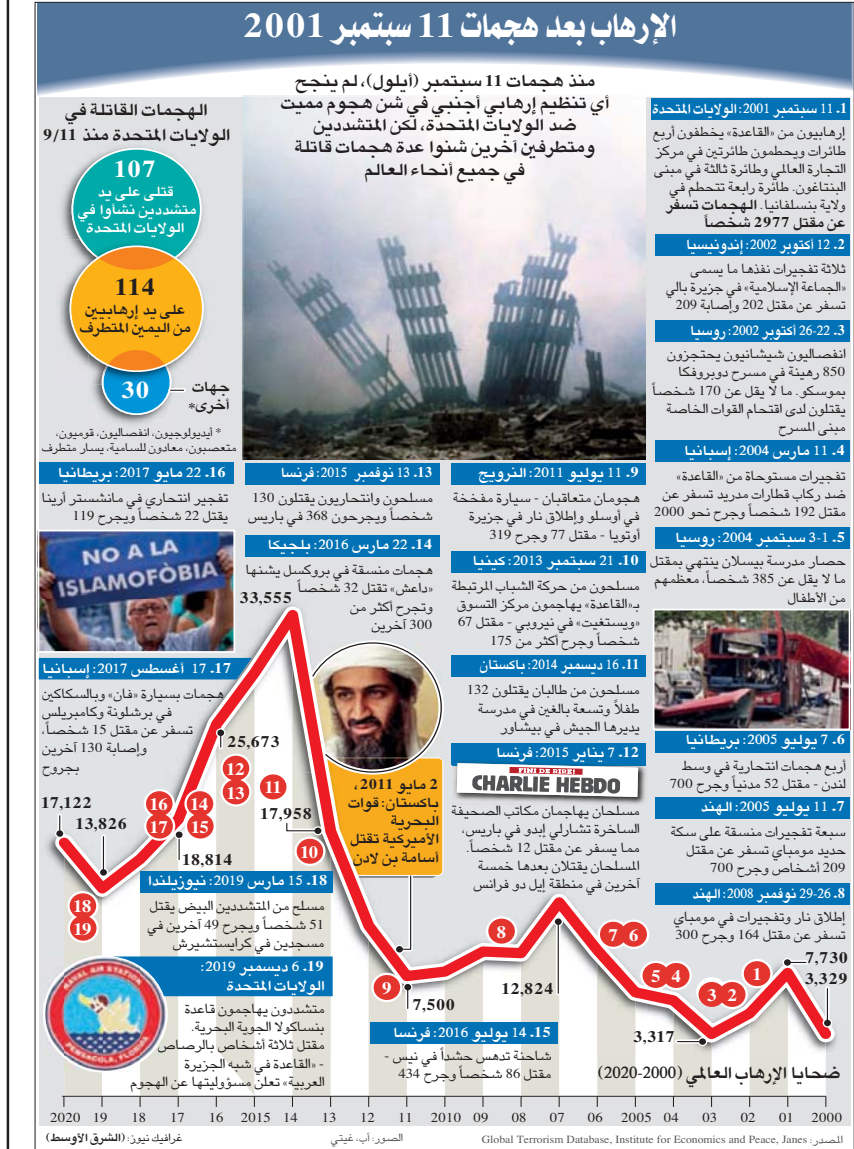 الإرهاب بعد هجمات 11 سبتمبر 2001
منذ هجمات 11 سبتمبر (أيلول)، لم ينجح
أي تنظيم إرهابي أجنبي في شن هجوم مميت
ضد الولايات المتحدة، لكن المتشددين
ومتطرفين آخرين شنوا عدة هجمات قاتلة
في جميع أنحاء العالم
1. 11 سبتمبر 2001: الولايات المتحدة
إرهابيون من «القاعدة» يخطفون أربع
طائرات ويحطمون طائرتين في مركز
التجارة العالمي وطائرة ثالثة في مبنى
البنتاغون. طائرة رابعة تتحطم في
ولاية بنسلفانيا. الهجمات تسفر
عن مقتل 2977 شخصاً
2. 12 أكتوبر 2002: إندونيسيا
ثلاثة تفجيرات نفذها ما يسمى
«الجماعة الإسلامية» في جزيرة بالي
تسفر عن مقتل 202 وإصابة 209
3. 22-26 أكتوبر 2002: روسيا
انفصاليون شيشانيون يحتجزون
850 رهينة في مسرح دوبروفكا
بموسكو. ما لا يقل عن 170 شخصاً
يقتلون لدى اقتحام القوات الخاصة
مبنى المسرح
4. 11 مارس 2004: إسبانيا
تفجيرات مستوحاة من «القاعدة»
ضد ركاب قطارات مدريد تسفر عن
مقتل 192 شخصاً وجرح نحو 2000
5. 1-3 سبتمبر 2004: روسيا
حصار مدرسة بيسلان ينتهي بمقتل
ما لا يقل عن 385 شخصاً، معظمهم
من الأطفال
6. 7 يوليو 2005: بريطانيا
أربع هجمات انتحارية في وسط
لندن - مقتل 52 مدنياً وجرح 700
7. 11 يوليو 2005: الهند
سبعة تفجيرات منسقة على سكة
حديد مومباي تسفر عن مقتل
209 أشخاص وجرح 700
8. 26-29 نوفمبر 2008: الهند
إطلاق نار وتفجيرات في مومباي
تسفر عن مقتل 164 وجرح 300
9. 11 يوليو 2011: النرويج
هجومان متعاقبان - سيارة مفخخة
في أوسلو وإطلاق نار في جزيرة
أوتويا - مقتل 77 وجرح 319
10. 21 سبتمبر 2013: كينيا
مسلحون من حركة الشباب المرتبطة
بـ«القاعدة» يهاجمون مركز التسوق
«ويستغيت» في نيروبي - مقتل 67
شخصاً وجرح أكثر من 175
11. 16 ديسمبر 2014: باكستان
مسلحون من طالبان يقتلون 132
طفلاً وتسعة بالغين في مدرسة
يديرها الجيش في بيشاور
12. 7 يناير 2015: فرنسا
FINI DE RIRE!
CHARLIE HEBDO
مسلحان يهاجمان مكاتب الصحيفة
الساخرة تشارلي إبدو في باريس،
مما يسفر عن مقتل 12 شخصاً.
المسلحان يقتلان بعدها خمسة
آخرين في منطقة إيل دو فرانس
13. 13 نوفمبر 2015: فرنسا
مسلحون وانتحاريون يقتلون 130
شخصاً ويجرحون 368 في باريس
14. 22 مارس 2016: بلجيكا
هجمات منسقة في بروكسل يشنها
«داعش» تقتل 32 شخصاً
وتجرح أكثر من
300 آخرين
2 مايو 2011،
باكستان: قوات
البحرية
الأميركية تقتل
أسامة بن لادن
15. 14 يوليو 2016: فرنسا
شاحنة تدهس حشداً في نيس -
مقتل 86 شخصاً وجرح 434
الهجمات القاتلة في
الولايات المتحدة منذ 9/11
107
قتلى على يد
متشددين نشأوا في
الولايات المتحدة
114
على يد إرهابيين
من اليمين المتطرف
جهات
أخرى*
30
* أيديولوجيون، انفصاليون، قوميون،
متعصبون، معادون للسامية، يسار متطرف
16. 22 مايو 2017: بريطانيا
تفجير انتحاري في مانشستر أرينا
يقتل 22 شخصاً ويجرح 119
NO A LA
ISLAMOFÒBIA
17. 17 أغسطس 2017: إسبانيا
هجمات بسيارة «فان» وبالسكاكين
في برشلونة وكامبريلس
تسفر عن مقتل 15 شخصاً،
وإصابة 130 آخرين
بجروح
18. 15 مارس 2019: نيوزيلندا
مسلح من المتشددين البيض يقتل
51 شخصاً ويجرح 49 آخرين في
مسجدين في كرايستشيرش
19. 6 ديسمبر 2019:
الولايات المتحدة
متشددون يهاجمون قاعدة
بنساكولا الجوية البحرية.
مقتل ثلاثة أشخاص بالرصاص
- «القاعدة في شبه الجزيرة
العربية» تعلن مسؤوليتها عن الهجوم
NAVAL AIR STATION
PENSACOLA, FLORIDA
ضحايا الإرهاب العالمي (2000-2020)
33,555
25,673
17,958
17,122
13,826
18,814
7,500
12,824
3,317
7,730
3,329
1
2
3
4
5
6
7
8
9
10
11
12
13
14
15
16
17
18
19
2020 19 18 17 16 2015 14 13 12 11 2010 09 08 07 06 2005 04 03 02 01 2000
المصدر: Global Terrorism Database, Institute for Economics and Peace, Janes
الصور: أب، غيتي
غرافيك نيوز: (الشرق الأوسط)